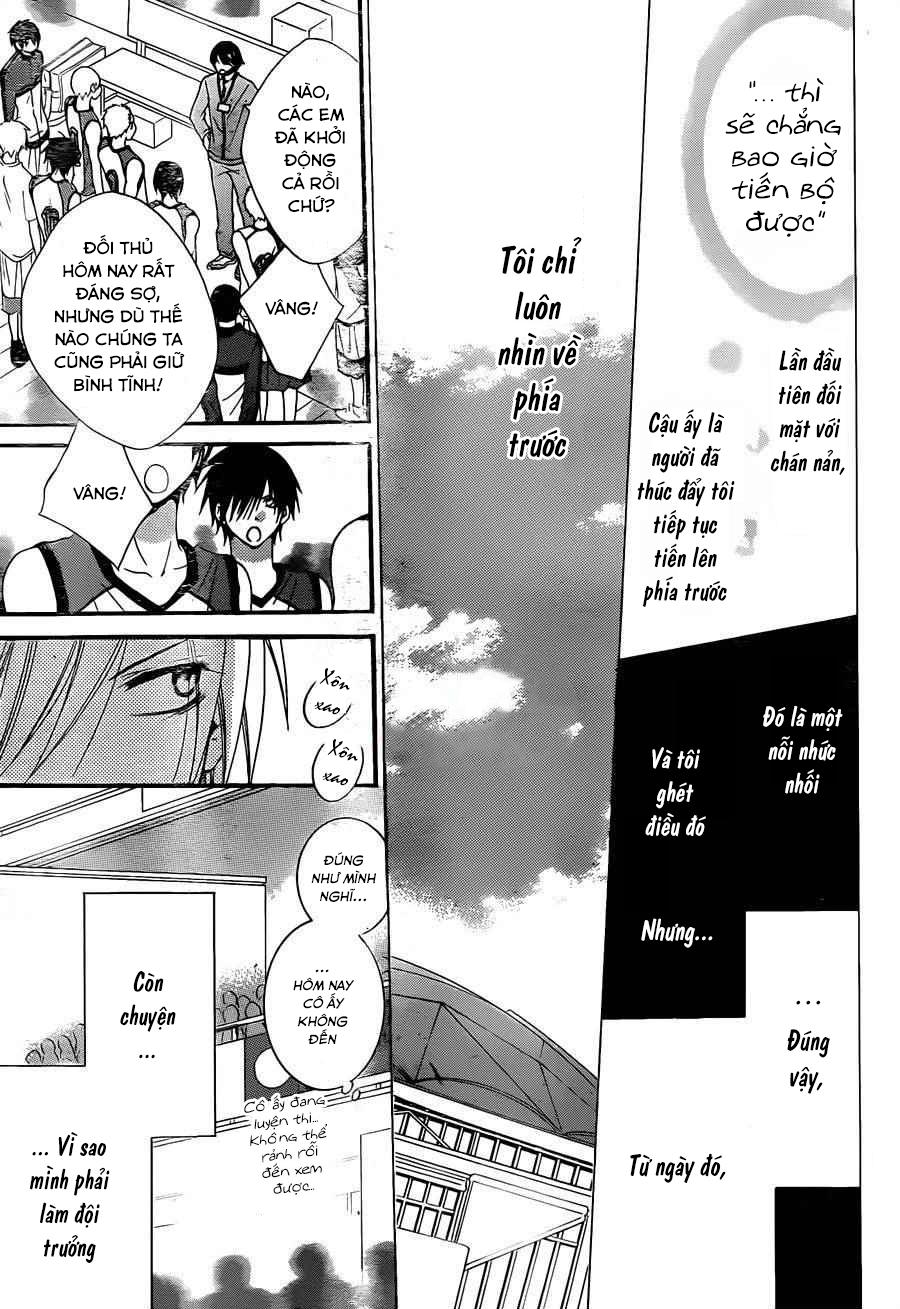 "... thì
sẽ chẳng
bao giờ
tiến bộ
được"
Lần đầu
tiên đối
mặt với
chán nản,
Cậu ấy là
người đã
thúc đẩy tôi
tiếp tục
tiến lên
phía trước
Đó là một
nỗi nhức
nhối
Và tôi
ghét
điều đó
Nhưng...
...
Đúng
vậy,
Từ ngày đó,
Tôi chỉ
luôn
nhìn về
phía
trước
NÀO,
CÁC EM
ĐÃ KHỞI
ĐỘNG
CẢ RỒI
CHỨ?
VÂNG!
ĐỐI THỦ
HÔM NAY RẤT
ĐÁNG SỢ,
NHƯNG DÙ THẾ
NÀO CHÚNG TA
CŨNG PHẢI GIỮ
BÌNH TĨNH!
VÂNG!
Xôn
xao
Xôn
xao
ĐÚNG
NHƯ MÌNH
NGHĨ...
...
HÔM NAY
CÔ ẤY
KHÔNG
ĐẾN
Cô ấy đang
luyện thi...
Không thể
rảnh rỗi
đến xem
được...
Còn
chuyện
...
... Vì sao
mình phải
làm đội
trưởng